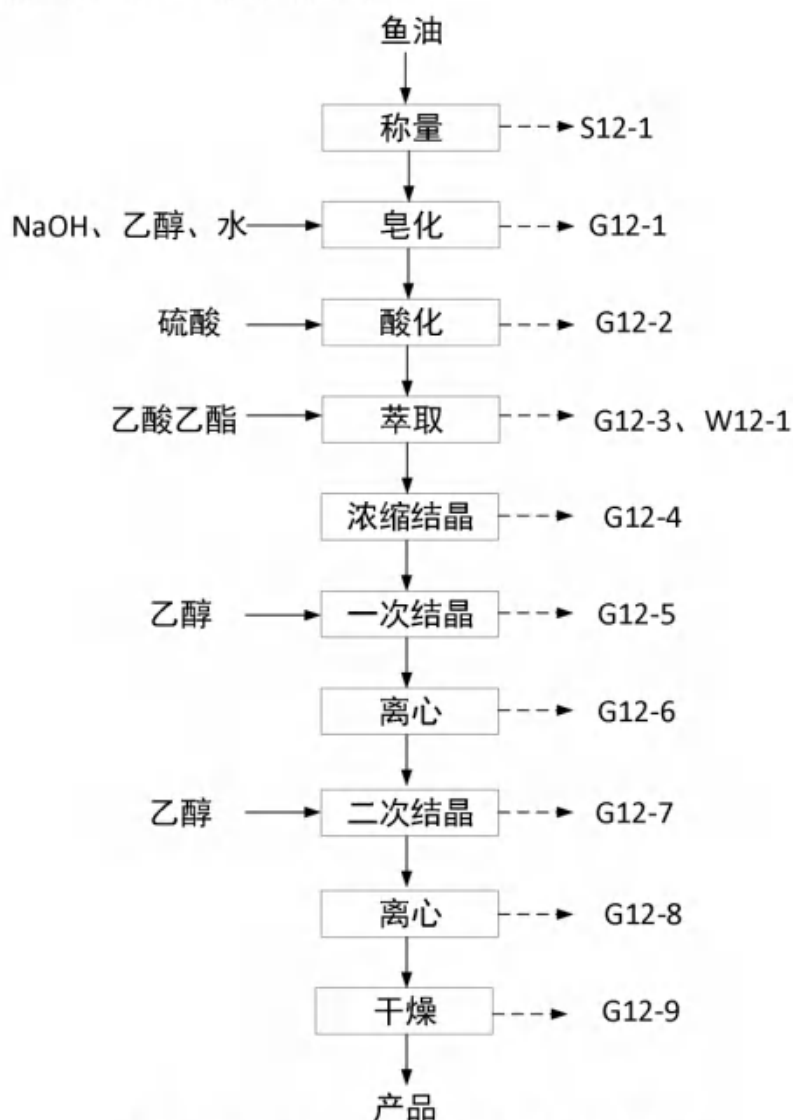 鱼油
称量 S12-1
NaOH、乙醇、水 皂化 G12-1
硫酸 酸化 G12-2
乙酸乙酯 萃取 G12-3、W12-1
浓缩结晶 G12-4
乙醇 一次结晶 G12-5
离心 G12-6
乙醇 二次结晶 G12-7
离心 G12-8
干燥 G12-9
产品